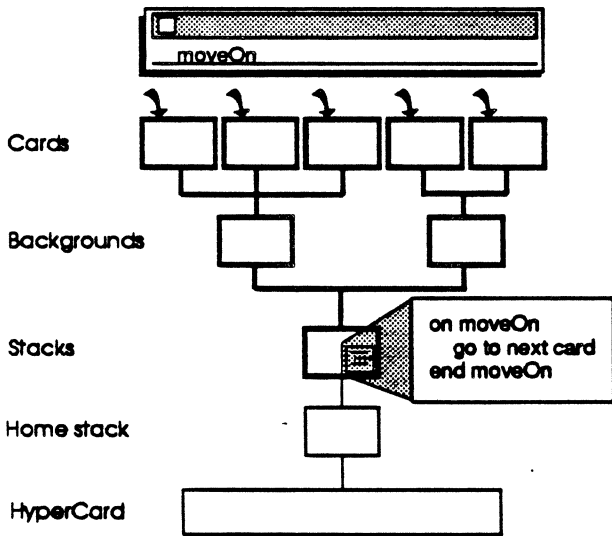 moveOn
Cards
Backgrounds
Stacks
on moveOn
go to next card
end moveOn
Home stack
HyperCard